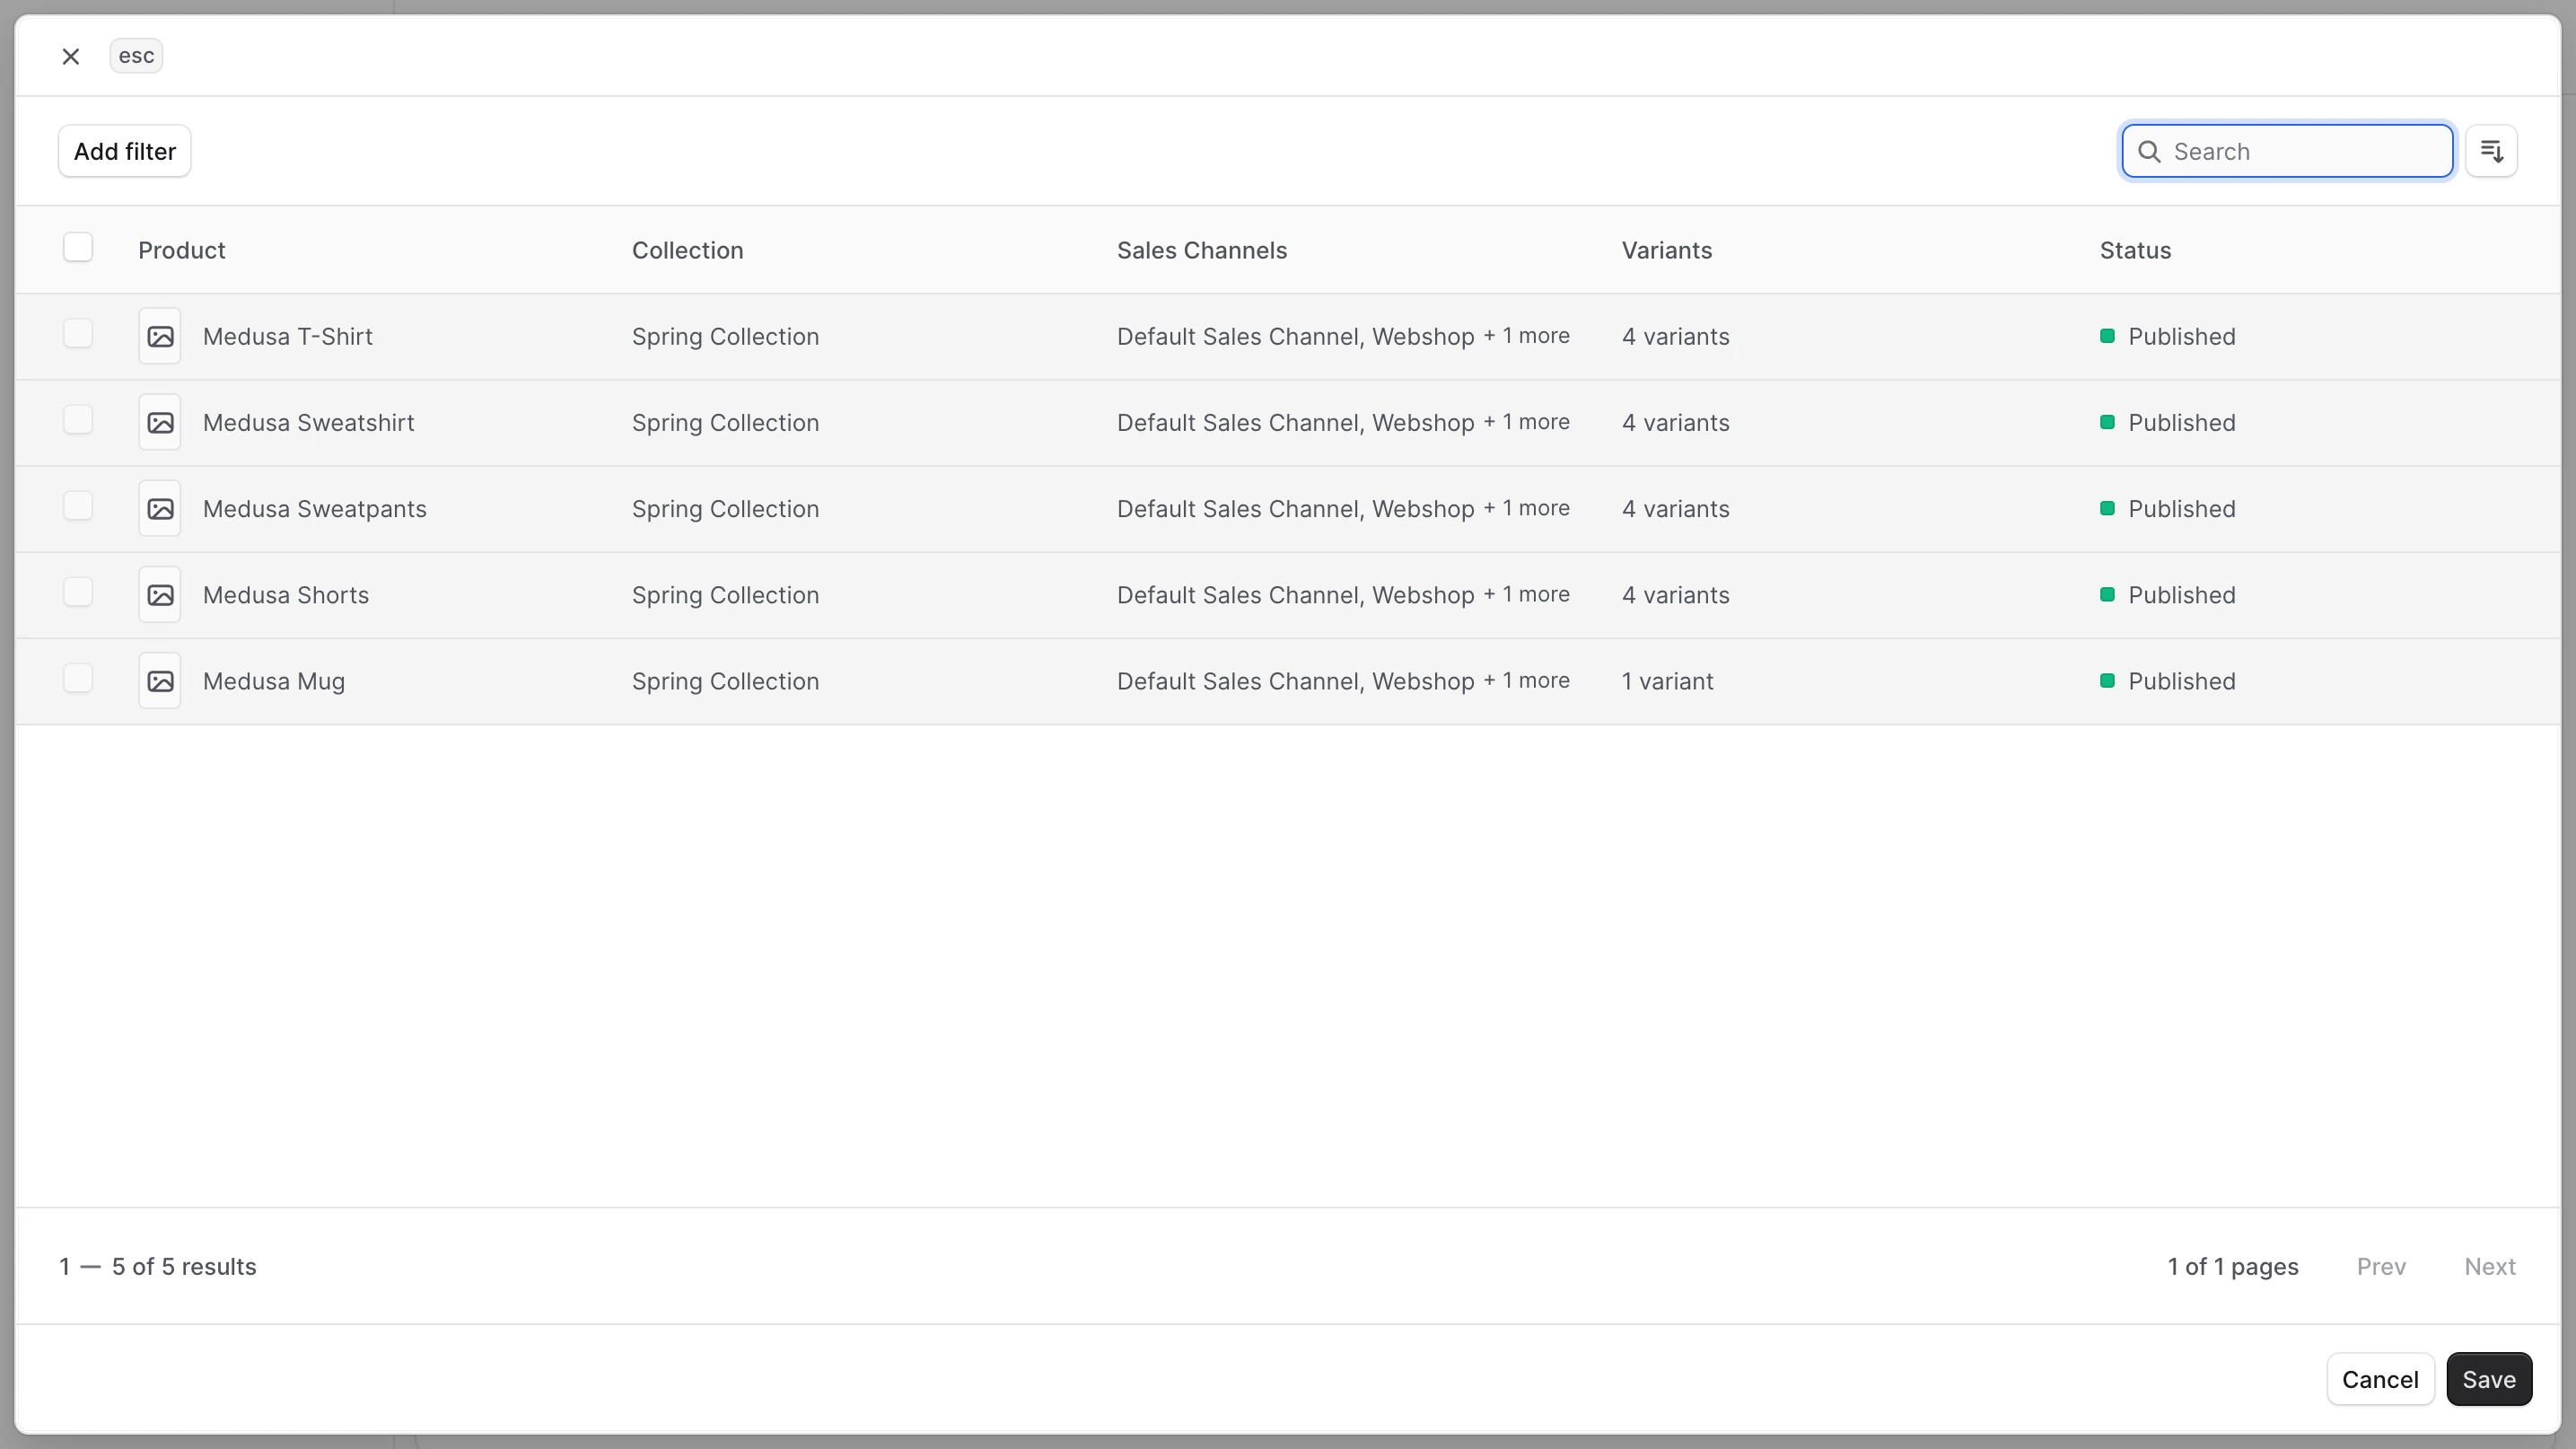 esc
Add filter
Search
Product Collection Sales Channels Variants Status
Medusa T-Shirt Spring Collection Default Sales Channel, Webshop + 1 more 4 variants Published
Medusa Sweatshirt Spring Collection Default Sales Channel, Webshop + 1 more 4 variants Published
Medusa Sweatpants Spring Collection Default Sales Channel, Webshop + 1 more 4 variants Published
Medusa Shorts Spring Collection Default Sales Channel, Webshop + 1 more 4 variants Published
Medusa Mug Spring Collection Default Sales Channel, Webshop + 1 more 1 variant Published
1 — 5 of 5 results 1 of 1 pages Prev Next
Cancel Save